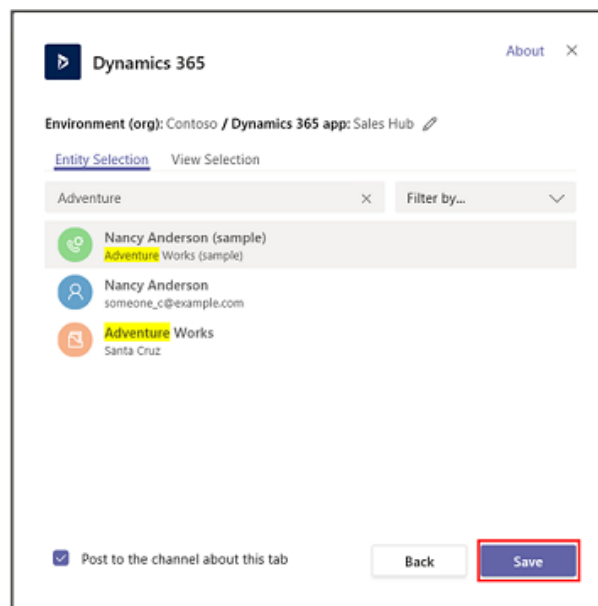 Dynamics 365
About
Environment (org): Contoso / Dynamics 365 app: Sales Hub
Entity Selection View Selection
Adventure Filter by...
Nancy Anderson (sample)
Adventure Works (sample)
Nancy Anderson
someone_c@example.com
Adventure Works
Santa Cruz
Post to the channel about this tab Back Save